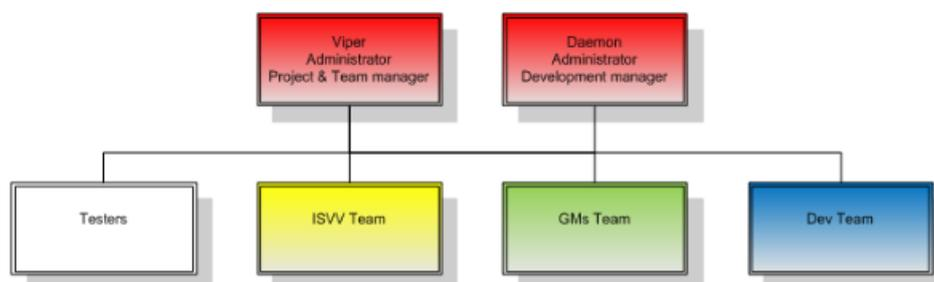 Viper
Administrator
Project & Team manager
Daemon
Administrator
Development manager
Testers
ISVV Team
GMs Team
Dev Team